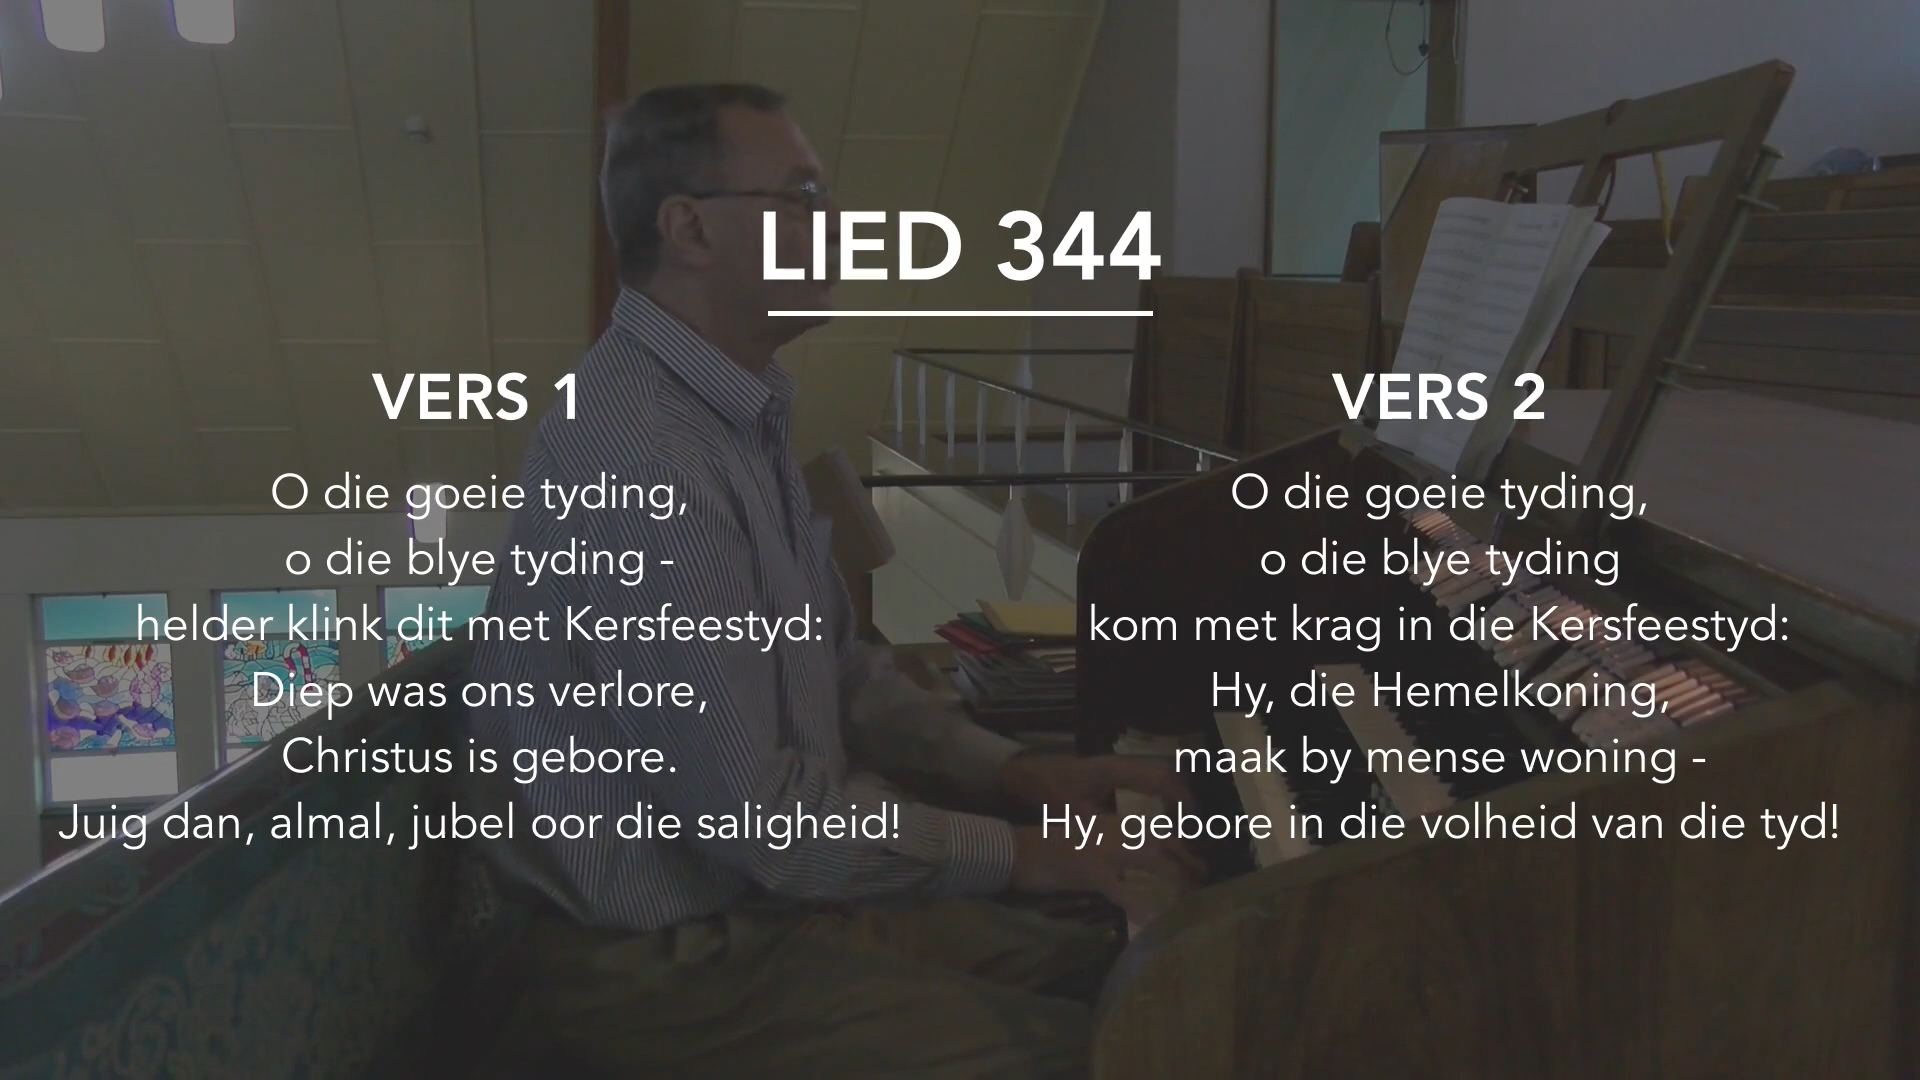 LIED 344
VERS 1
O die goeie tyding,
o die blye tyding -
helder klink dit met Kersfeestyd:
Diep was ons verlore,
Christus is gebore.
Juig dan, almal, jubel oor die saligheid!
VERS 2
O die goeie tyding,
o die blye tyding
kom met krag in die Kersfeestyd:
Hy, die Hemelkoning,
maak by mense woning -
Hy, gebore in die volheid van die tyd!